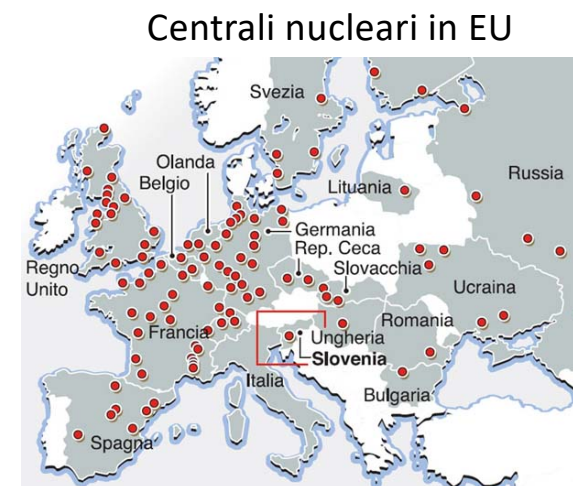 Centrali nucleari in EU
Svezia
Olanda
Belgio
Lituania
Russia
Germania
Rep. Ceca
Slovacchia
Regno
Unito
Ucraina
Francia
Romania
Ungheria
Slovenia
Italia
Bulgaria
Spagna